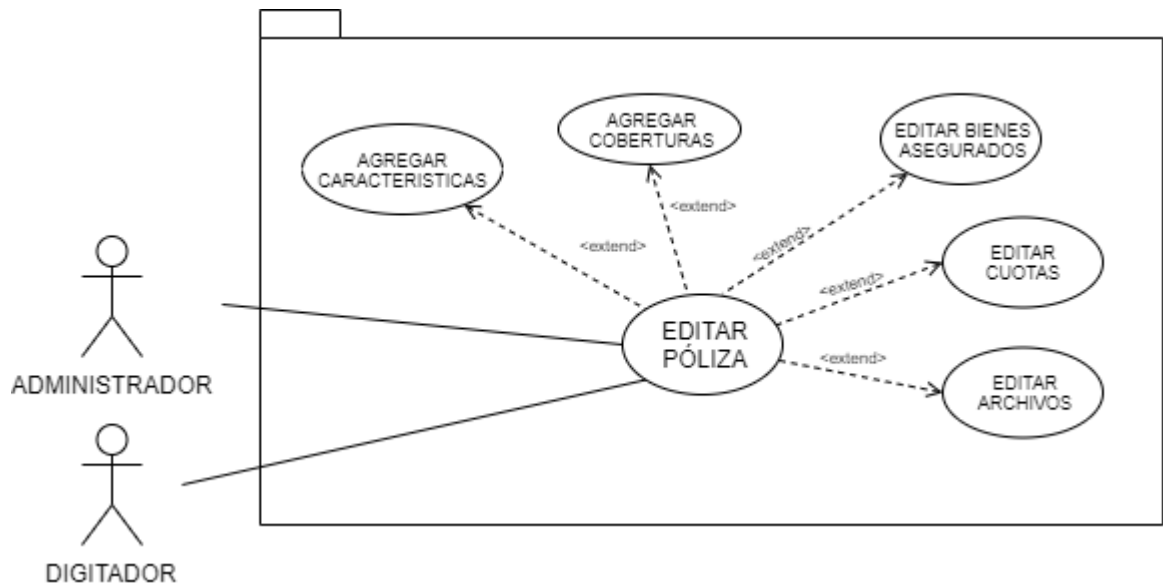 AGREGAR
COBERTURAS
EDITAR BIENES
ASEGURADOS
AGREGAR
CARACTERISTICAS
<extend>
<extend>
<extend>
EDITAR
CUOTAS
<extend>
EDITAR
PÓLIZA
<extend>
ADMINISTRADOR
EDITAR
ARCHIVOS
DIGITADOR